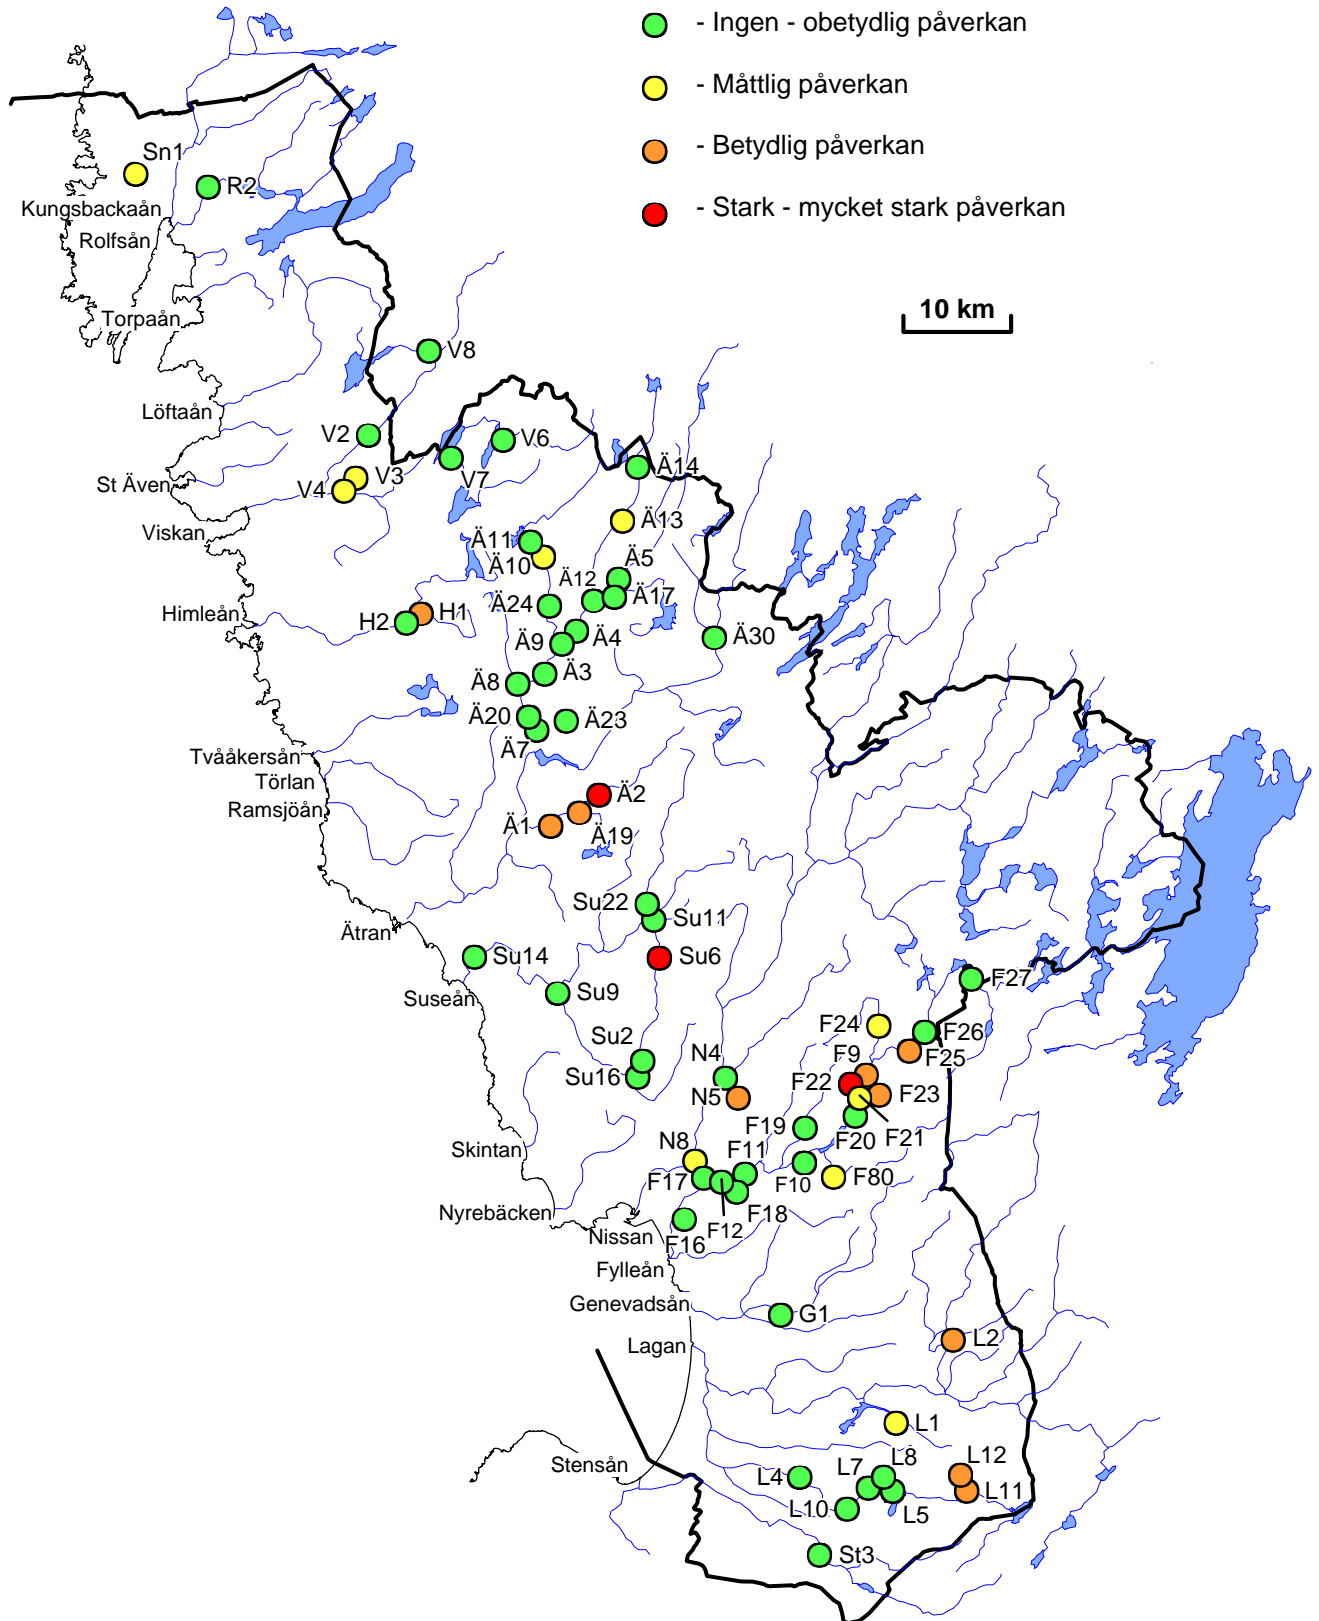 - Ingen - obetydlig påverkan
- Måttlig påverkan
- Betydlig påverkan
- Stark - mycket stark påverkan
10 km
Sn1
R2
Kungsbackaån
Rolfsån
Torpaån
V8
Löftaån
V2
V6
V7
Ä14
V3
V4
St Även
Viskan
Ä13
Ä11
Ä10
Ä5
Ä12
Ä17
Ä24
Himleån
H1
H2
Ä4
Ä9
Ä30
Ä3
Ä8
Ä20
Ä23
Ä7
Tvååkersån
Törlan
Ramsjöån
Ä2
Ä1
Ä19
Su22
Su11
Ätran
Su14
Su6
Su9
Suseån
F27
F24
F26
F25
Su2
Su16
N4
N5
F9
F22
F23
F19
F20
F21
Skintan
N8
F11
F17
F10
F80
F12
F18
Nyrebäcken
Nissan
F16
Fylleån
Genevadsån
G1
Lagan
L2
L1
Stensån
L4
L7
L8
L12
L11
L10
L5
St3